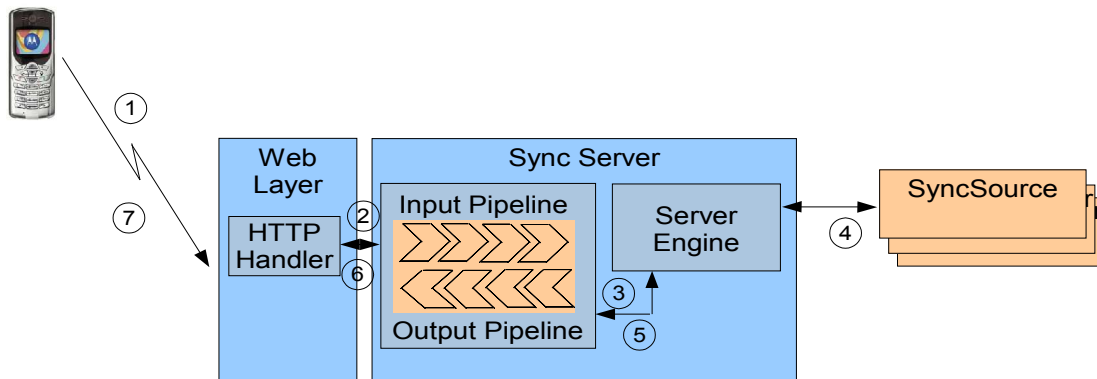 1
Web
Layer
Sync Server
SyncSource
Input Pipeline
2
7
HTTP
Handler
Server
Engine
4
6
3
Output Pipeline
5